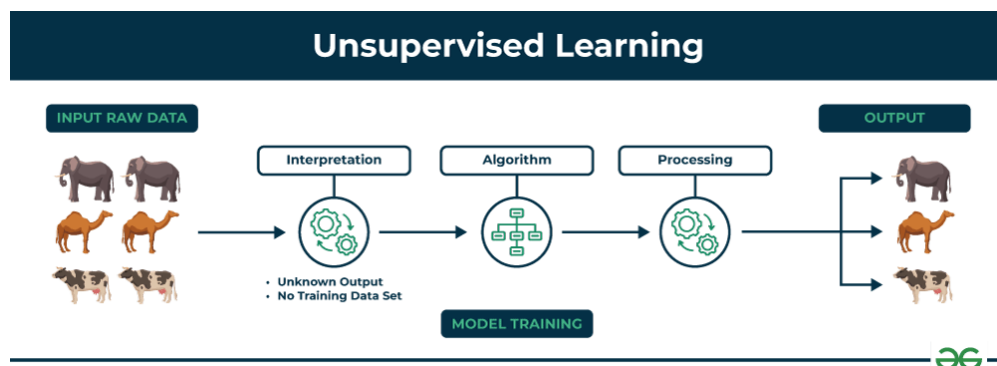 Unsupervised Learning
INPUT RAW DATA
OUTPUT
Interpretation
Algorithm
Processing
• Unknown Output
• No Training Data Set
MODEL TRAINING